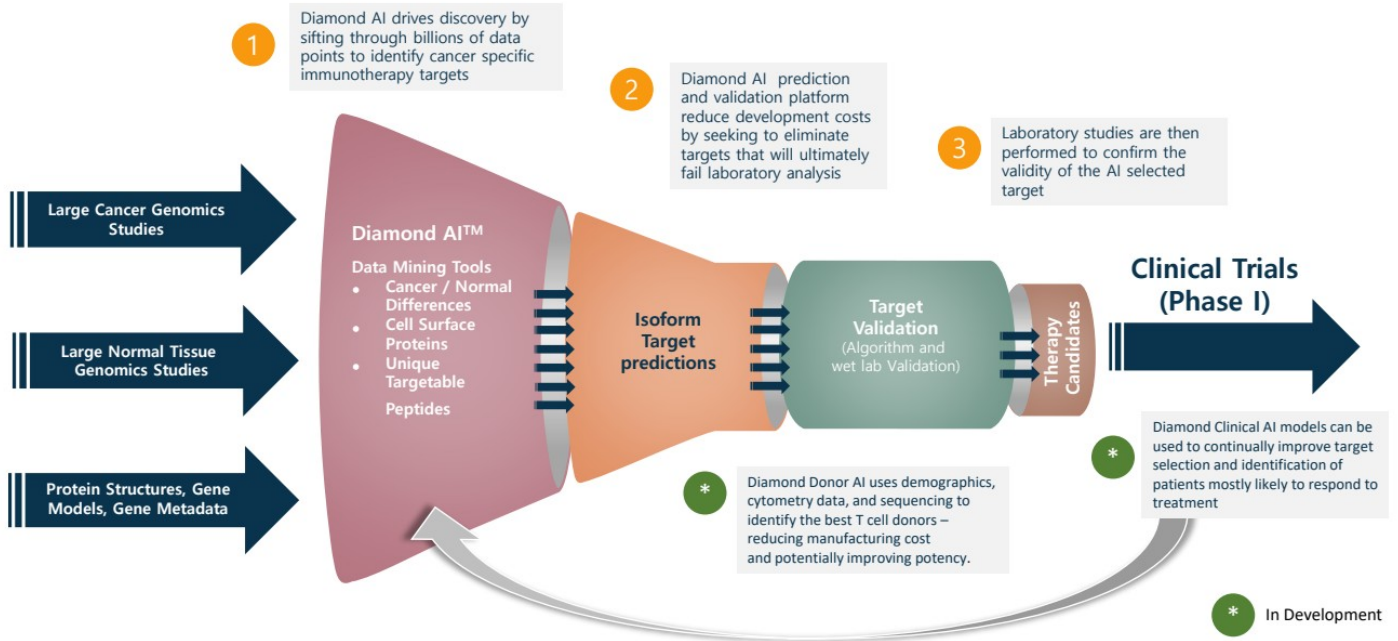 1
Diamond AI drives discovery by
sifting through billions of data
points to identify cancer specific
immunotherapy targets
2
Diamond AI prediction
and validation platform
reduce development costs
by seeking to eliminate
targets that will ultimately
fail laboratory analysis
3
Laboratory studies are then
performed to confirm the
validity of the AI selected
target
Large Cancer Genomics
Studies
Large Normal Tissue
Genomics Studies
Protein Structures, Gene
Models, Gene Metadata
Diamond AI™
Data Mining Tools
• Cancer / Normal
Differences
• Cell Surface
Proteins
• Unique
Targetable
Peptides
Isoform
Target
predictions
Target
Validation
(Algorithm and
wet lab Validation)
Therapy
Candidates
Clinical Trials
(Phase I)
*
Diamond Donor AI uses demographics,
cytometry data, and sequencing to
identify the best T cell donors –
reducing manufacturing cost
and potentially improving potency.
*
Diamond Clinical AI models can be
used to continually improve target
selection and identification of
patients mostly likely to respond to
treatment
* In Development